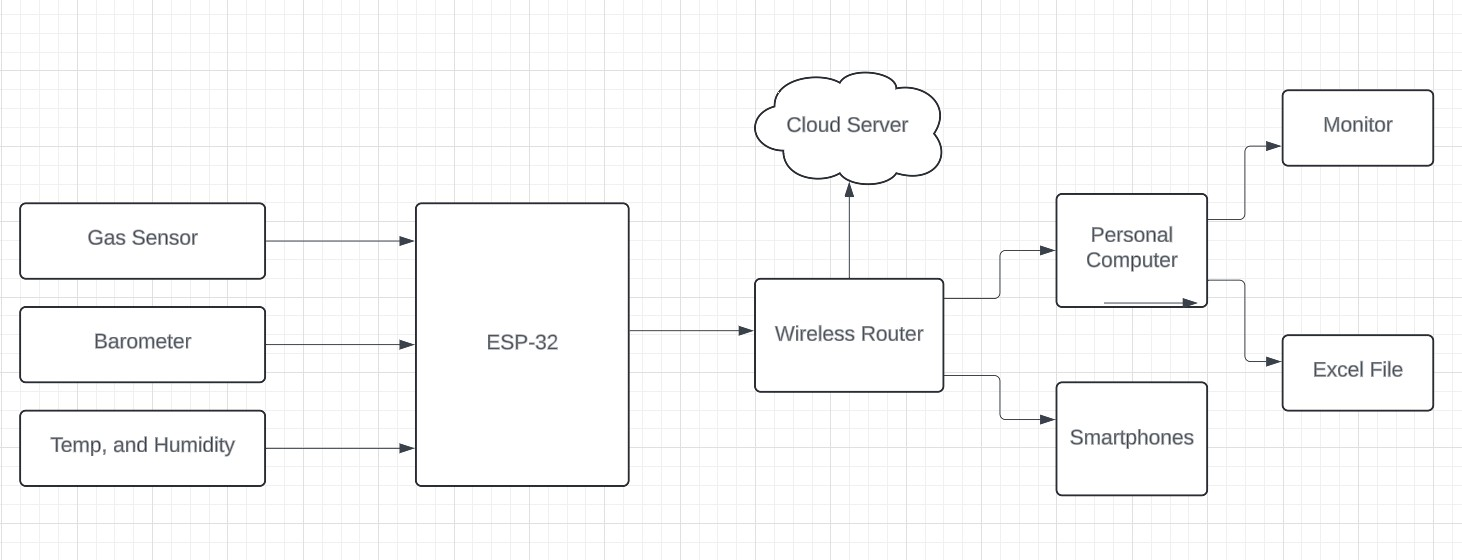 Cloud Server
Monitor
Gas Sensor
Personal
Computer
Barometer
ESP-32
Wireless Router
Excel File
Temp, and Humidity
Smartphones